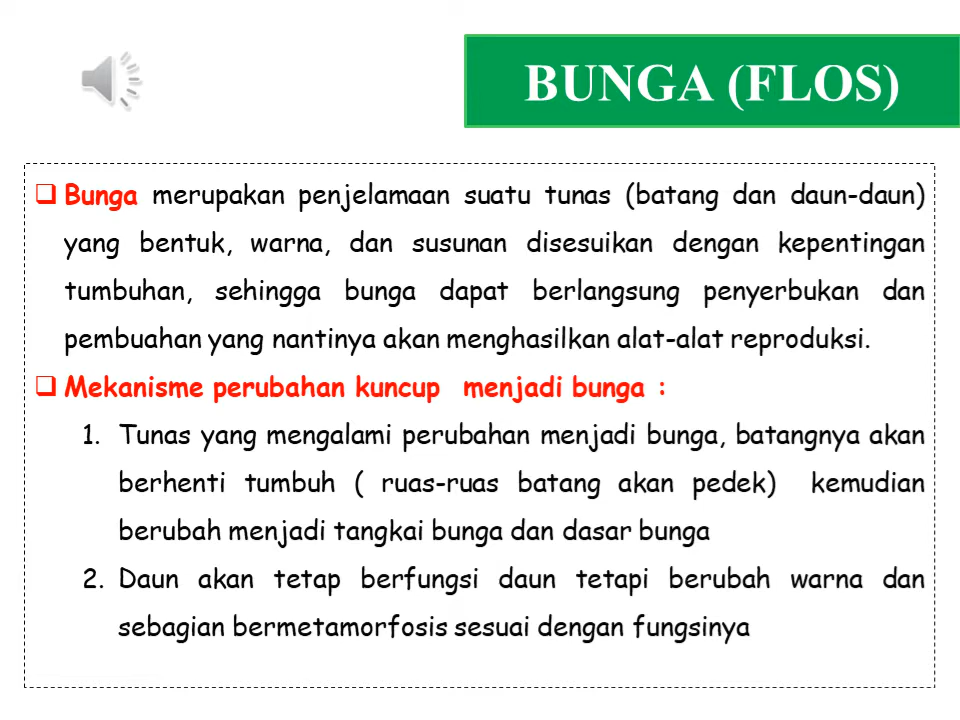 BUNGA (FLOS)
Bunga merupakan penjelamaan suatu tunas (batang dan daun-daun)
yang bentuk, warna, dan susunan disesuikan dengan kepentingan
tumbuhan, sehingga bunga dapat berlangsung penyerbukan dan
pembuahan yang nantinya akan menghasilkan alat-alat reproduksi.
Mekanisme perubahan kuncup menjadi bunga :
1. Tunas yang mengalami perubahan menjadi bunga, batangnya akan
berhenti tumbuh ( ruas-ruas batang akan pedek) kemudian
berubah menjadi tangkai bunga dan dasar bunga
2. Daun akan tetap berfungsi daun tetapi berubah warna dan
sebagian bermetamorfosis sesuai dengan fungsinya